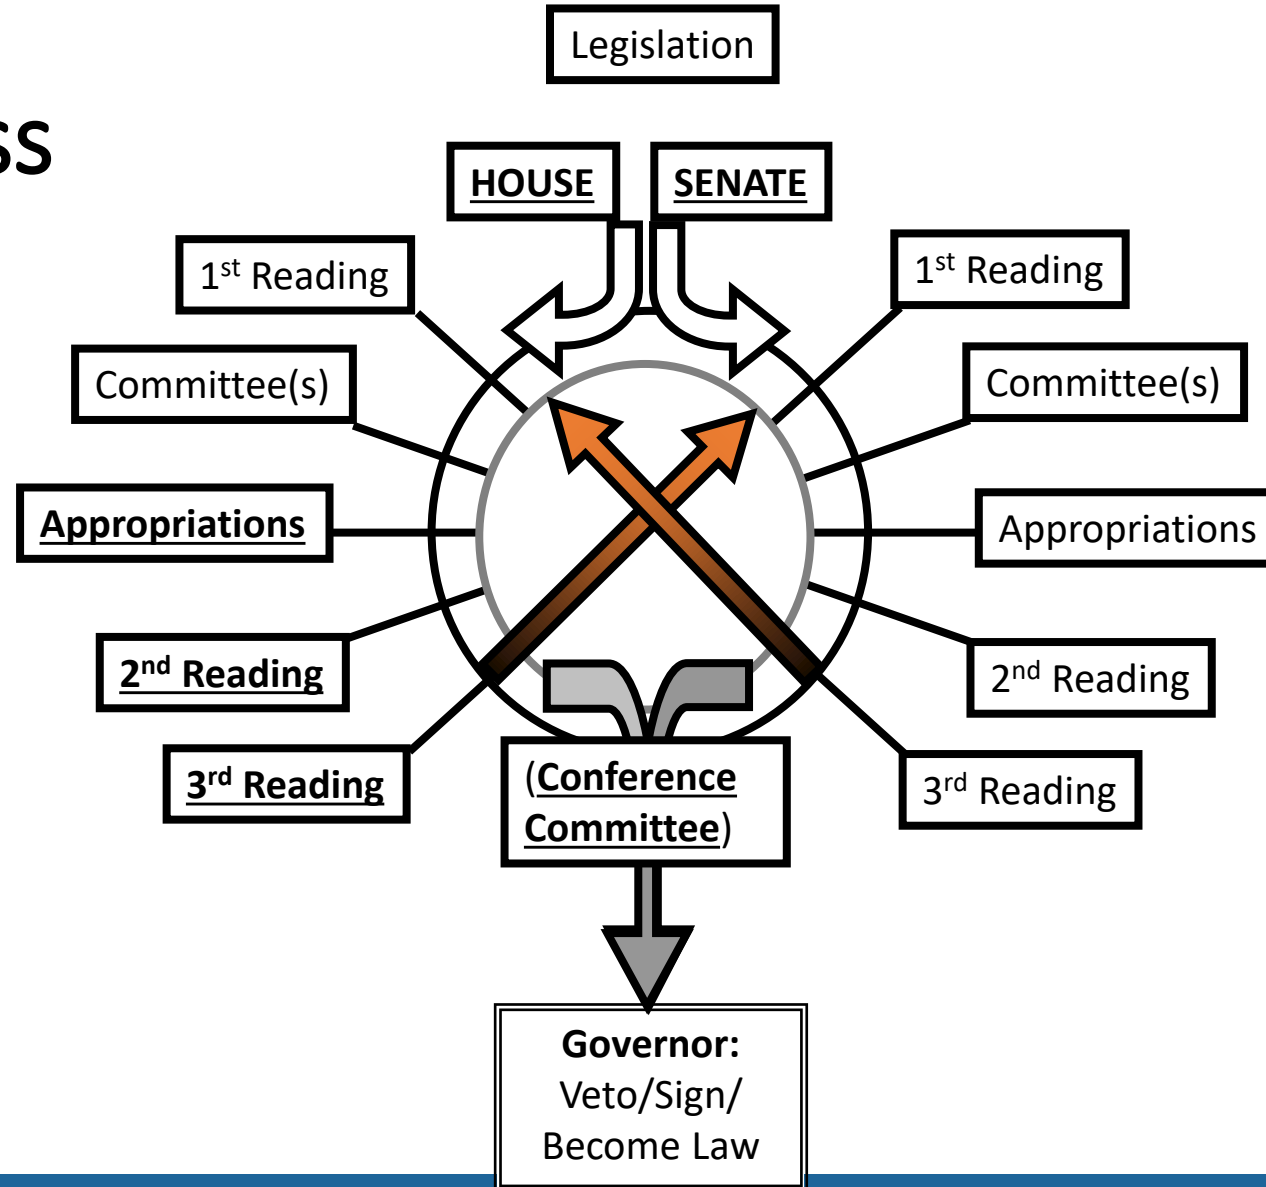 Legislation
ss
HOUSE
SENATE
1st Reading
Committee(s)
Appropriations
2nd Reading
3rd Reading
1st Reading
Committee(s)
Appropriations
2nd Reading
3rd Reading
(Conference
Committee)
Governor:
Veto/Sign/
Become Law